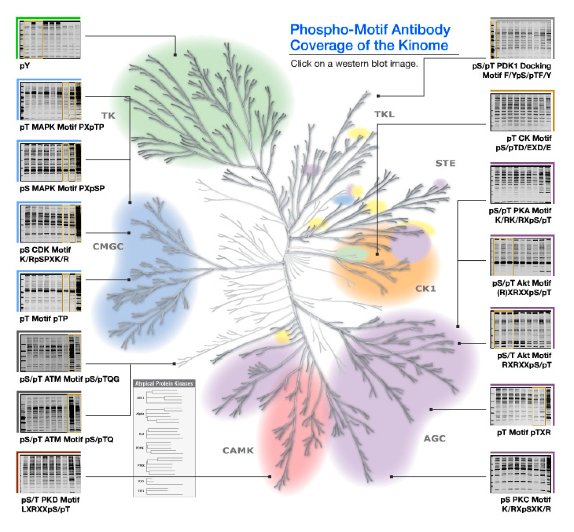 Phospho-Motif Antibody
Coverage of the Kinome
Click on a western blot image.
pY
pT MAPK Motif PXpTP
pS MAPK Motif PXpSP
pS CDK Motif
K/RpSPXK/R
pT Motif pTP
pS/pT ATM Motif pS/pTQG
pS/pT ATM Motif pS/pTQ
pS/T PKD Motif
LXRXXpS/pT
TK
TKL
STE
CMGC
CK1
AGC
CAMK
Atypical Protein Kinases
pS/pT PDK1 Docking
Motif F/YpS/pTF/Y
pT CK Motif
pS/pTD/EXD/E
pS/pT PKA Motif
K/RK/RXpS/pT
pS/pT Akt Motif
(R)XRXXpS/pT
pS/T Akt Motif
RXRXXpS/pT
pT Motif pTXR
pS PKC Motif
K/RXpSXK/R